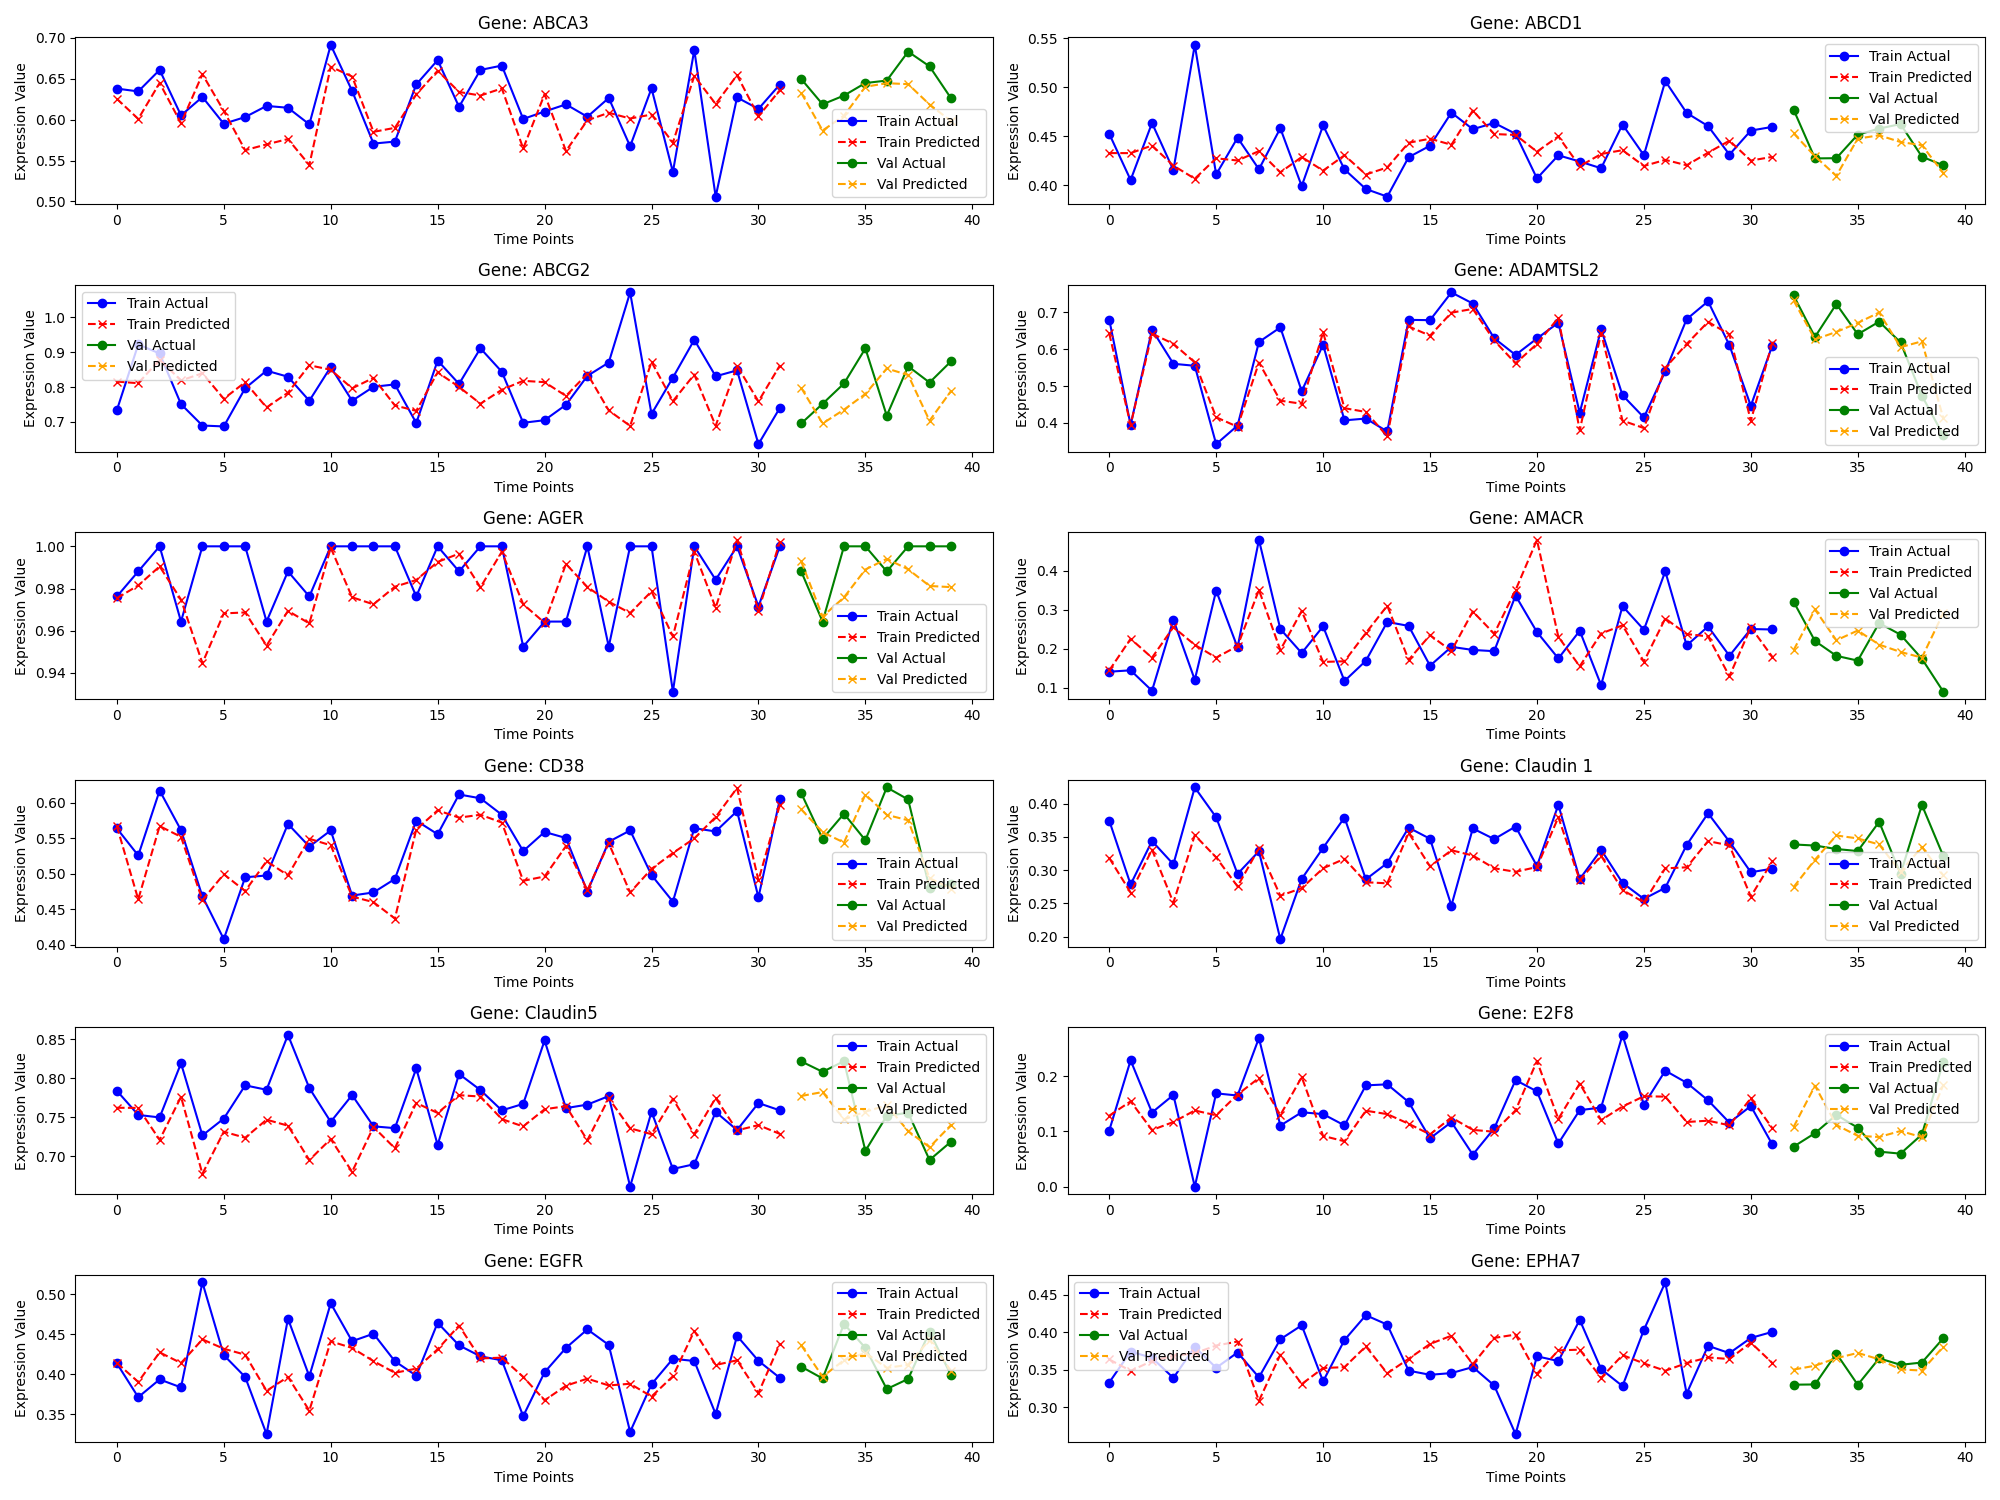 Gene: ABCA3
Expression Value
0.70
0.65
0.60
0.55
0.50
Train Actual
Train Predicted
Val Actual
Val Predicted
0 5 10 15 20 25 30 35 40
Time Points
Gene: ABCD1
Expression Value
0.55
0.50
0.45
0.40
Train Actual
Train Predicted
Val Actual
Val Predicted
0 5 10 15 20 25 30 35 40
Time Points
Gene: ABCG2
Expression Value
1.0
0.9
0.8
0.7
Train Actual
Train Predicted
Val Actual
Val Predicted
0 5 10 15 20 25 30 35 40
Time Points
Gene: ADAMTSL2
Expression Value
0.7
0.6
0.5
0.4
Train Actual
Train Predicted
Val Actual
Val Predicted
0 5 10 15 20 25 30 35 40
Time Points
Gene: AGER
Expression Value
1.00
0.98
0.96
0.94
Train Actual
Train Predicted
Val Actual
Val Predicted
0 5 10 15 20 25 30 35 40
Time Points
Gene: AMACR
Expression Value
0.4
0.3
0.2
0.1
Train Actual
Train Predicted
Val Actual
Val Predicted
0 5 10 15 20 25 30 35 40
Time Points
Gene: CD38
Expression Value
0.60
0.55
0.50
0.45
0.40
Train Actual
Train Predicted
Val Actual
Val Predicted
0 5 10 15 20 25 30 35 40
Time Points
Gene: Claudin 1
Expression Value
0.40
0.35
0.30
0.25
0.20
Train Actual
Train Predicted
Val Actual
Val Predicted
0 5 10 15 20 25 30 35 40
Time Points
Gene: Claudin5
Expression Value
0.85
0.80
0.75
0.70
Train Actual
Train Predicted
Val Actual
Val Predicted
0 5 10 15 20 25 30 35 40
Time Points
Gene: E2F8
Expression Value
0.2
0.1
0.0
Train Actual
Train Predicted
Val Actual
Val Predicted
0 5 10 15 20 25 30 35 40
Time Points
Gene: EGFR
Expression Value
0.50
0.45
0.40
0.35
Train Actual
Train Predicted
Val Actual
Val Predicted
0 5 10 15 20 25 30 35 40
Time Points
Gene: EPHA7
Expression Value
0.45
0.40
0.35
0.30
Train Actual
Train Predicted
Val Actual
Val Predicted
0 5 10 15 20 25 30 35 40
Time Points